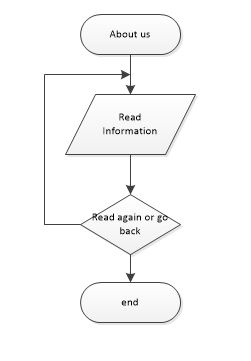 About us
Read
Information
Read again or go
back
end